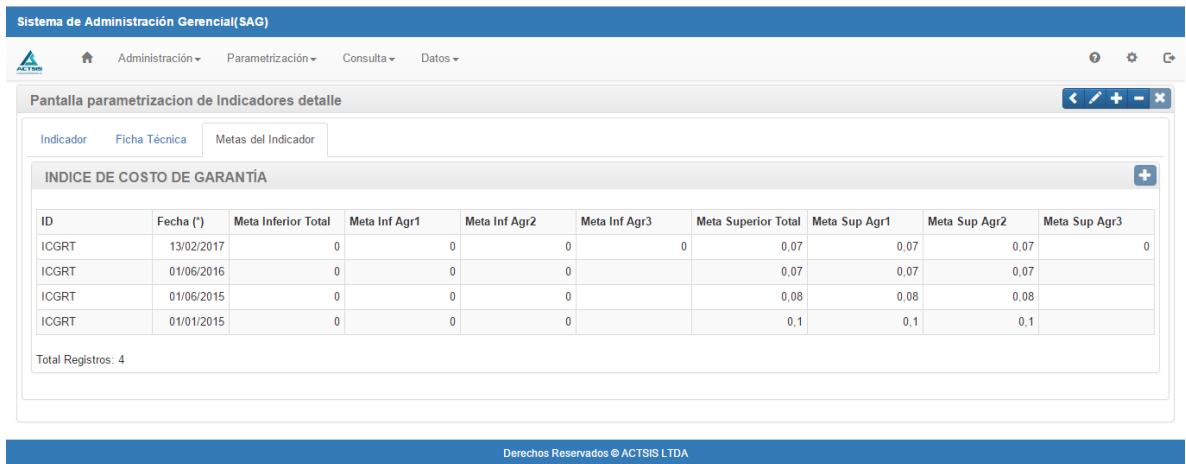 Sistema de Administración Gerencial(SAG)
ACTSIS Administración Parametrización Consulta Datos
Pantalla parametrizacion de Indicadores detalle
Indicador Ficha Técnica Metas del Indicador
INDICE DE COSTO DE GARANTÍA
ID Fecha (*) Meta Inferior Total Meta Inf Agr1 Meta Inf Agr2 Meta Inf Agr3 Meta Superior Total Meta Sup Agr1 Meta Sup Agr2 Meta Sup Agr3
ICGRT 13/02/2017 0 0 0 0 0,07 0,07 0,07 0
ICGRT 01/06/2016 0 0 0 0,07 0,07 0,07
ICGRT 01/06/2015 0 0 0 0,08 0,08 0,08
ICGRT 01/01/2015 0 0 0 0,1 0,1 0,1
Total Registros: 4
Derechos Reservados © ACTSIS LTDA